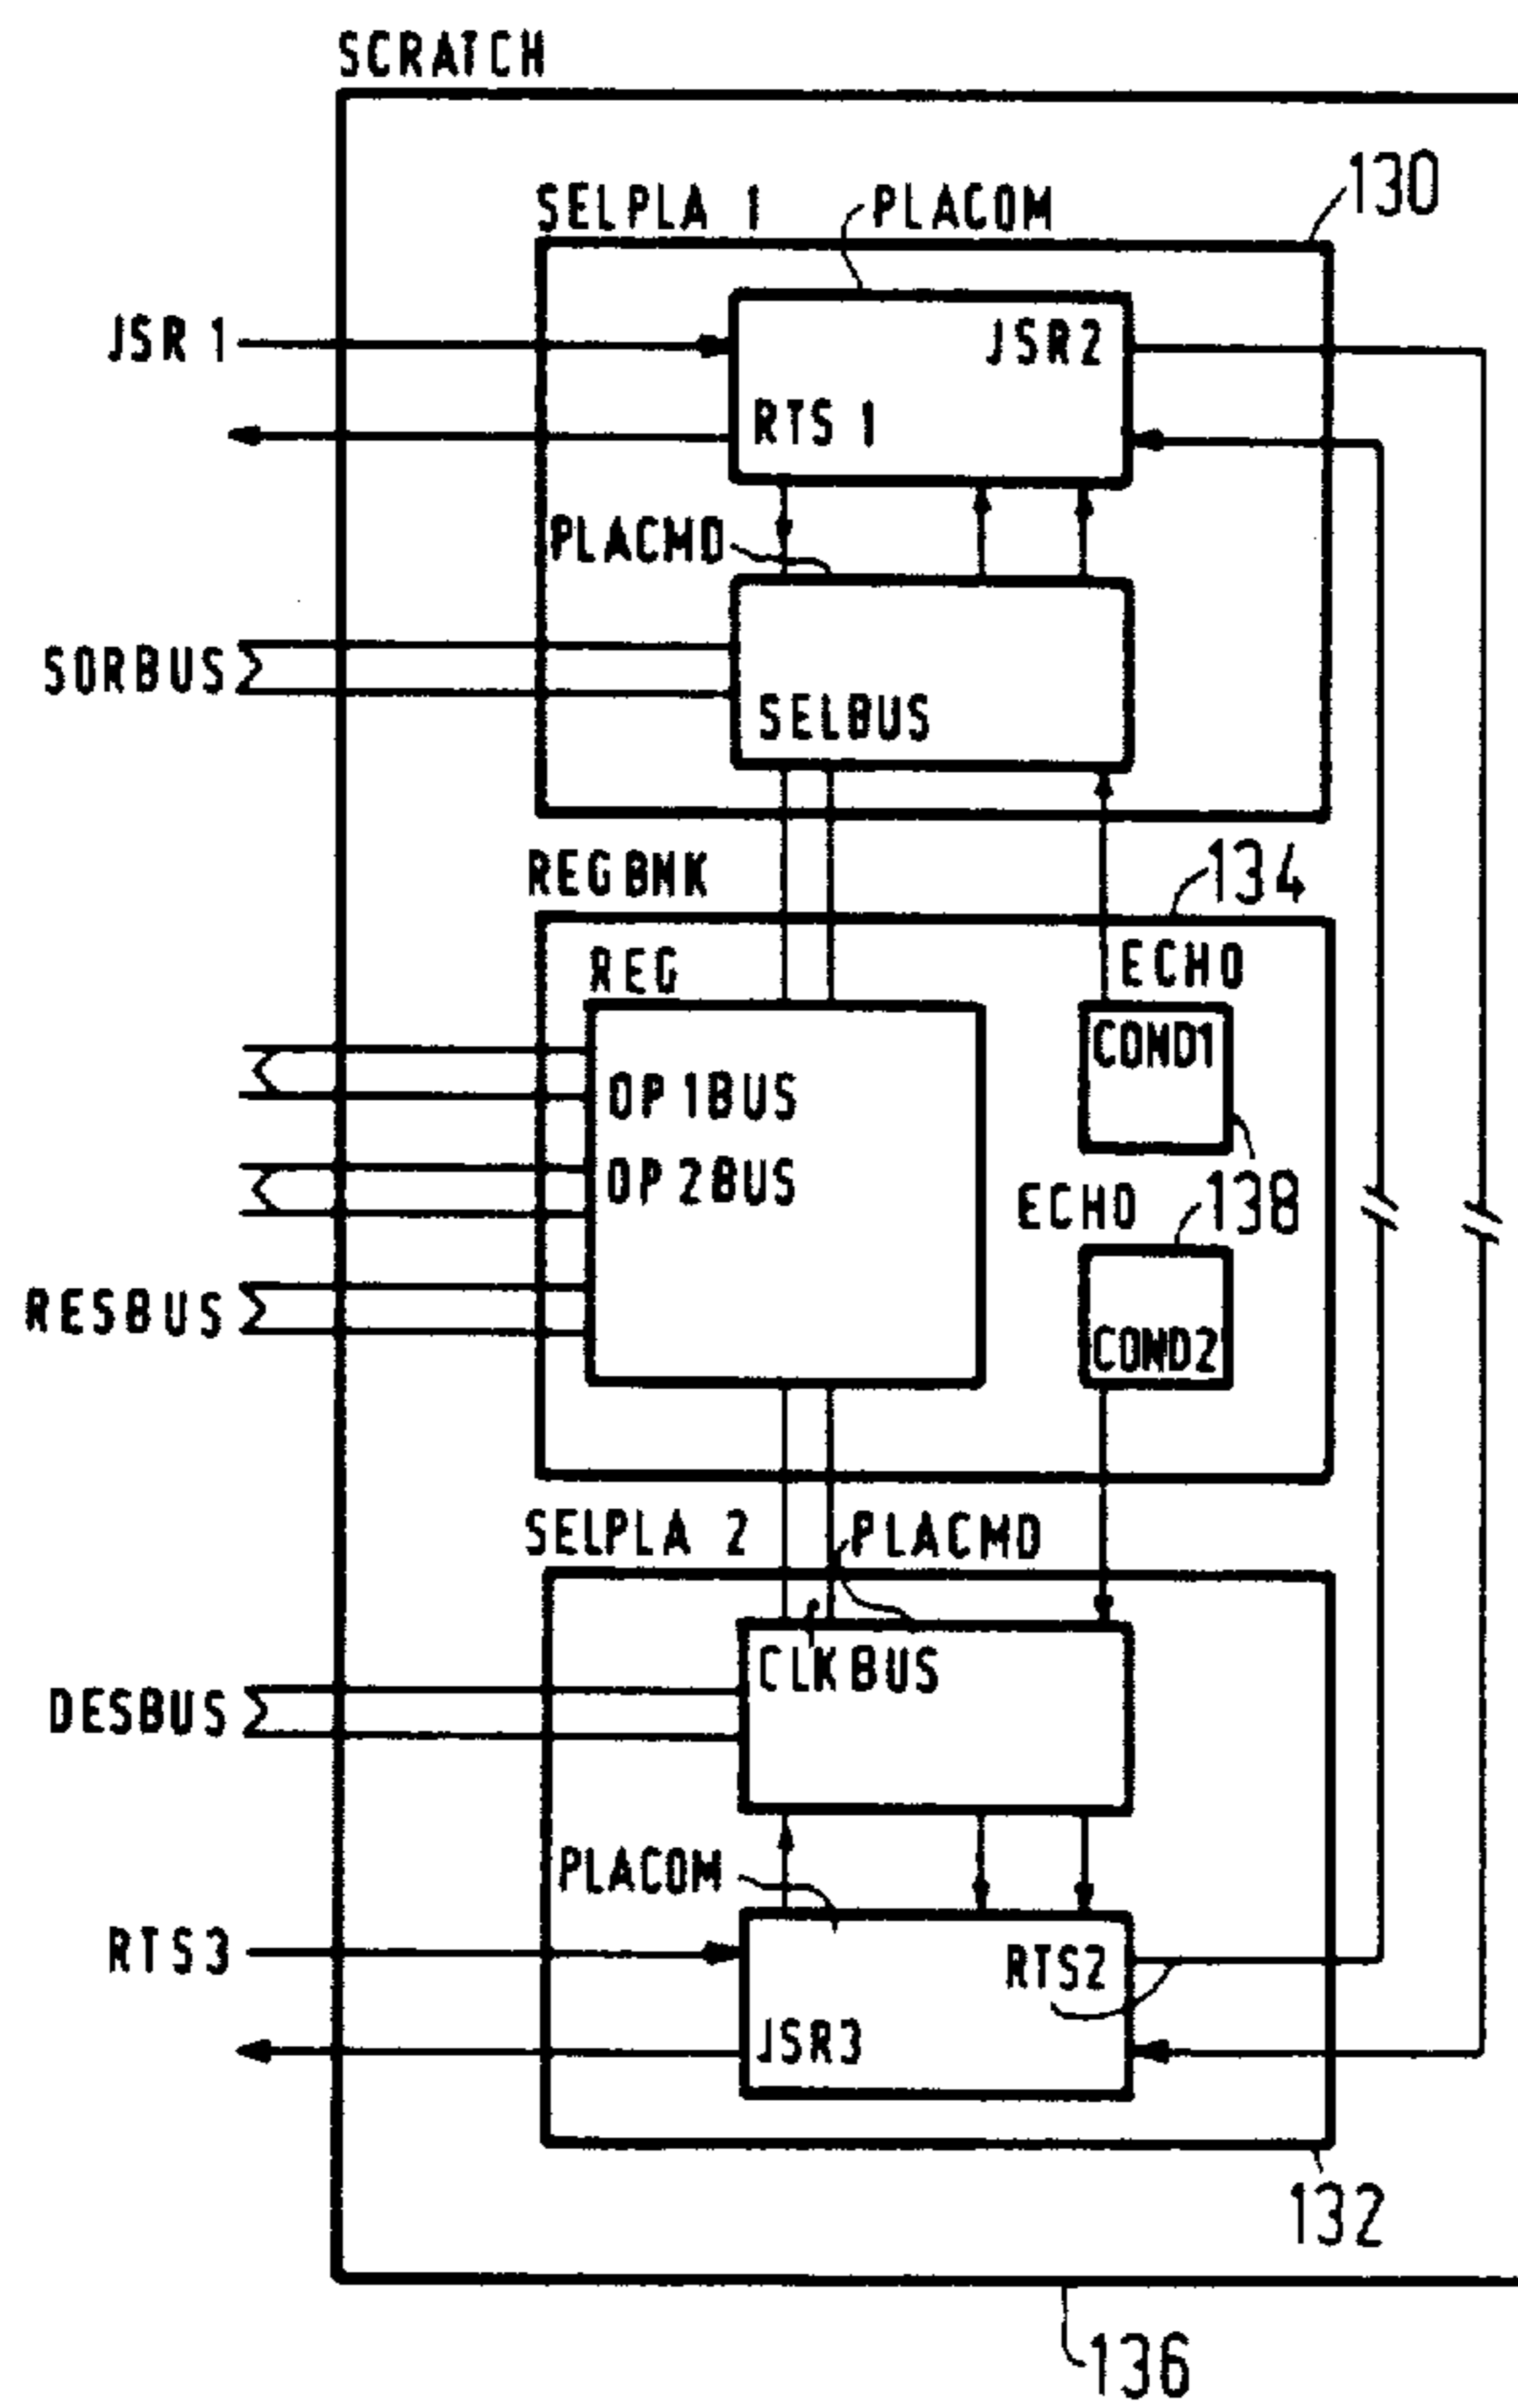 SCRATCH
130
SELPLA 1
PLACOM
JSR 1
JSR2
RTS 1
PLACMD
SORBUS
SELBUS
REGBNK
134
REG
ECHO
COND1
OP1BUS
OP2BUS
ECHO
138
RESBUS
COND2
SELPLA 2
PLACMD
CLKBUS
DESBUS
PLACOM
RTS3
RTS2
JSR3
132
136